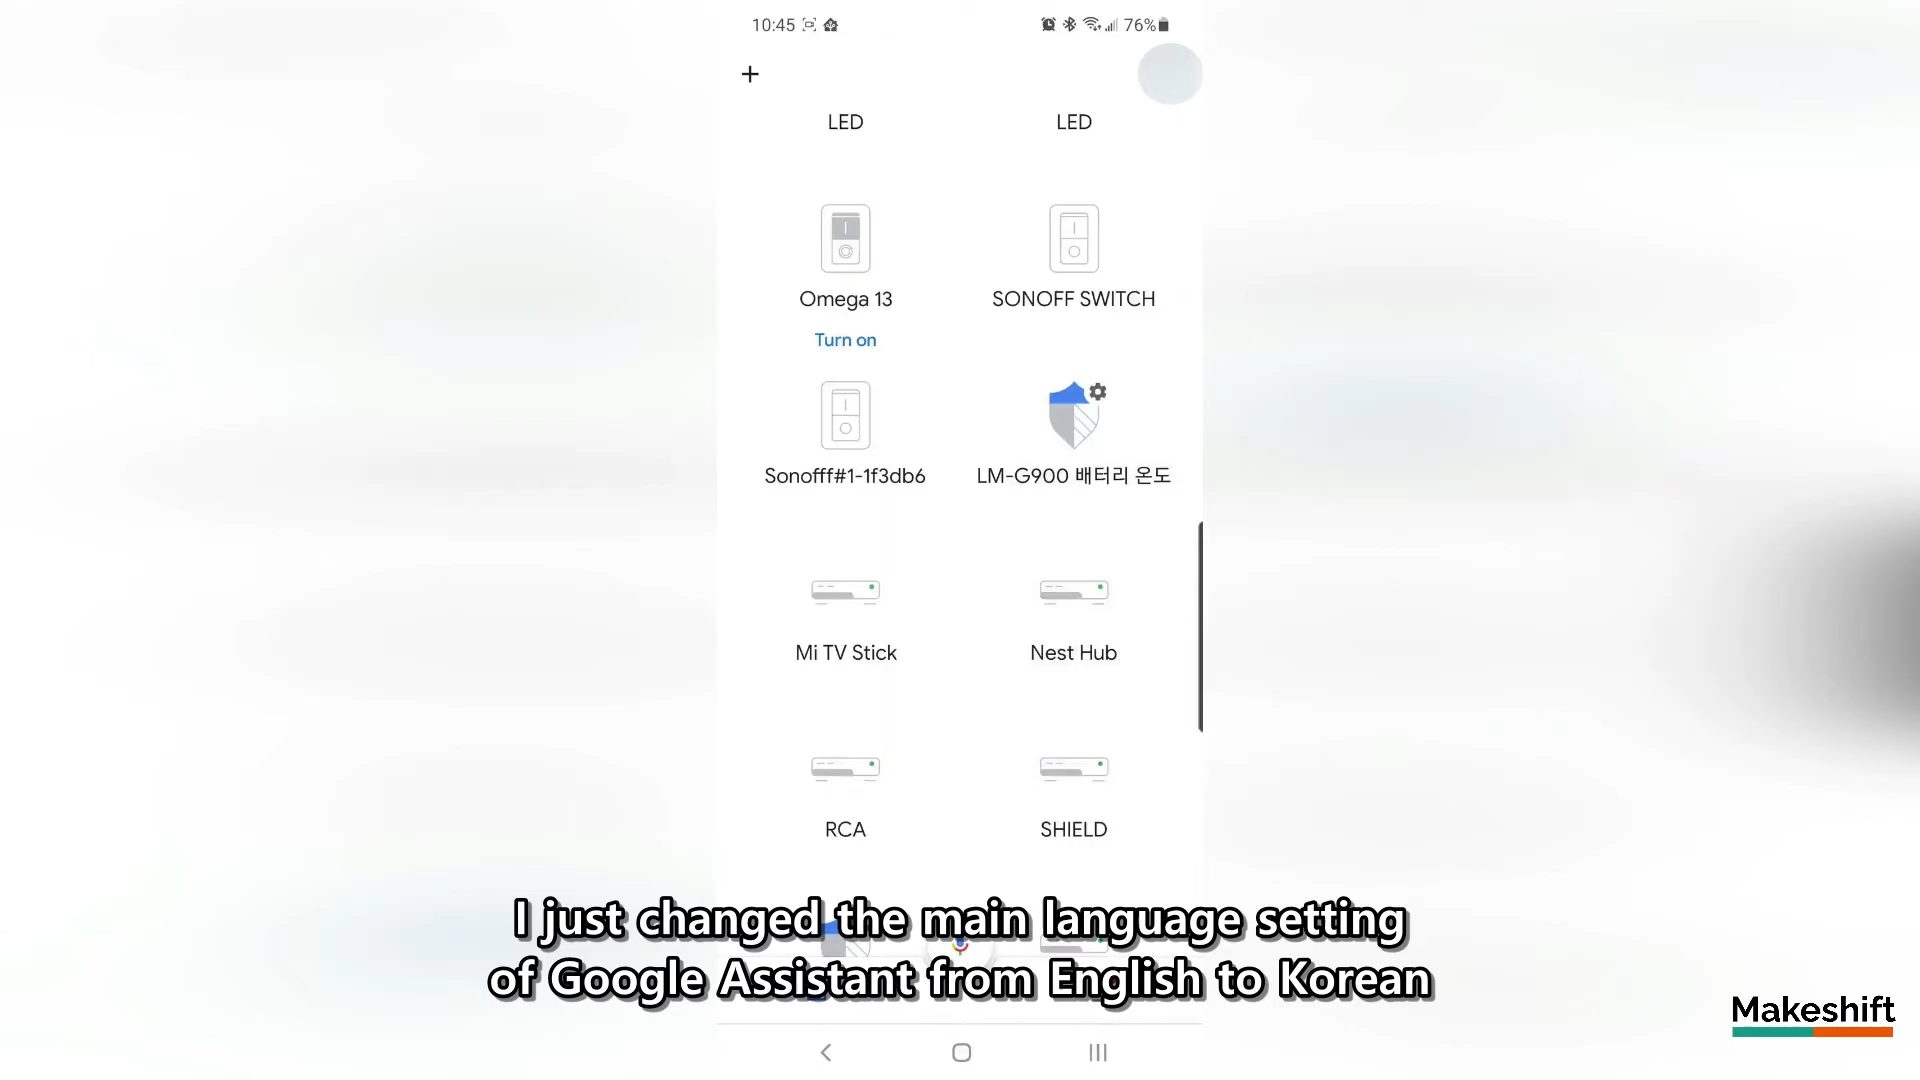 10:45
76%
+
LED
LED
Omega 13
SONOFF SWITCH
Turn on
Sonofff#1-1f3db6
LM-G900 배터리 온도
Mi TV Stick
Nest Hub
RCA
SHIELD
I just changed the main language setting
of Google Assistant from English to Korean
Makeshift